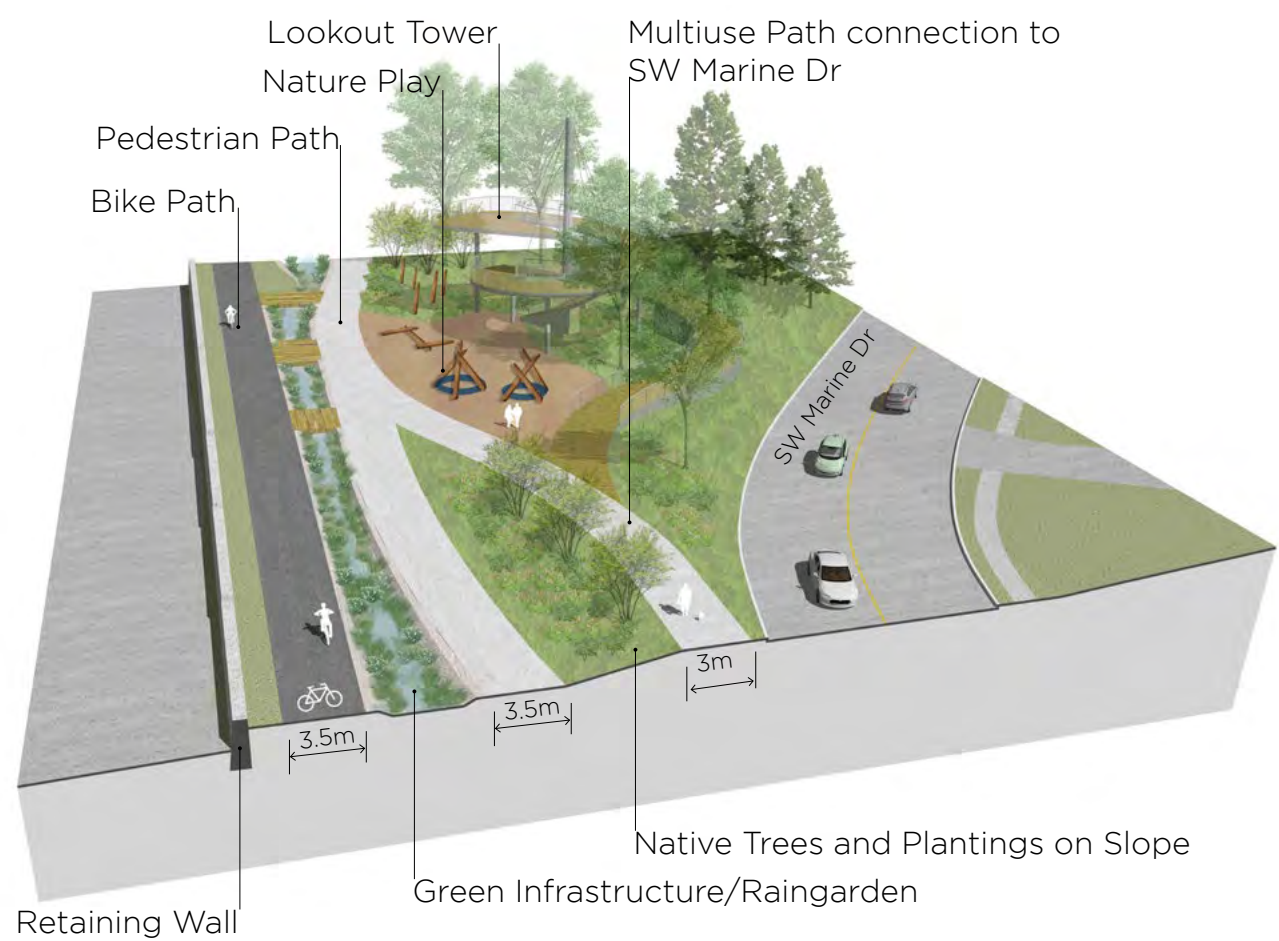 Lookout Tower
Nature Play
Pedestrian Path
Bike Path
Multiuse Path connection to
SW Marine Dr
SW Marine Dr
3m
3.5m
3.5m
Native Trees and Plantings on Slope
Green Infrastructure/Raingarden
Retaining Wall